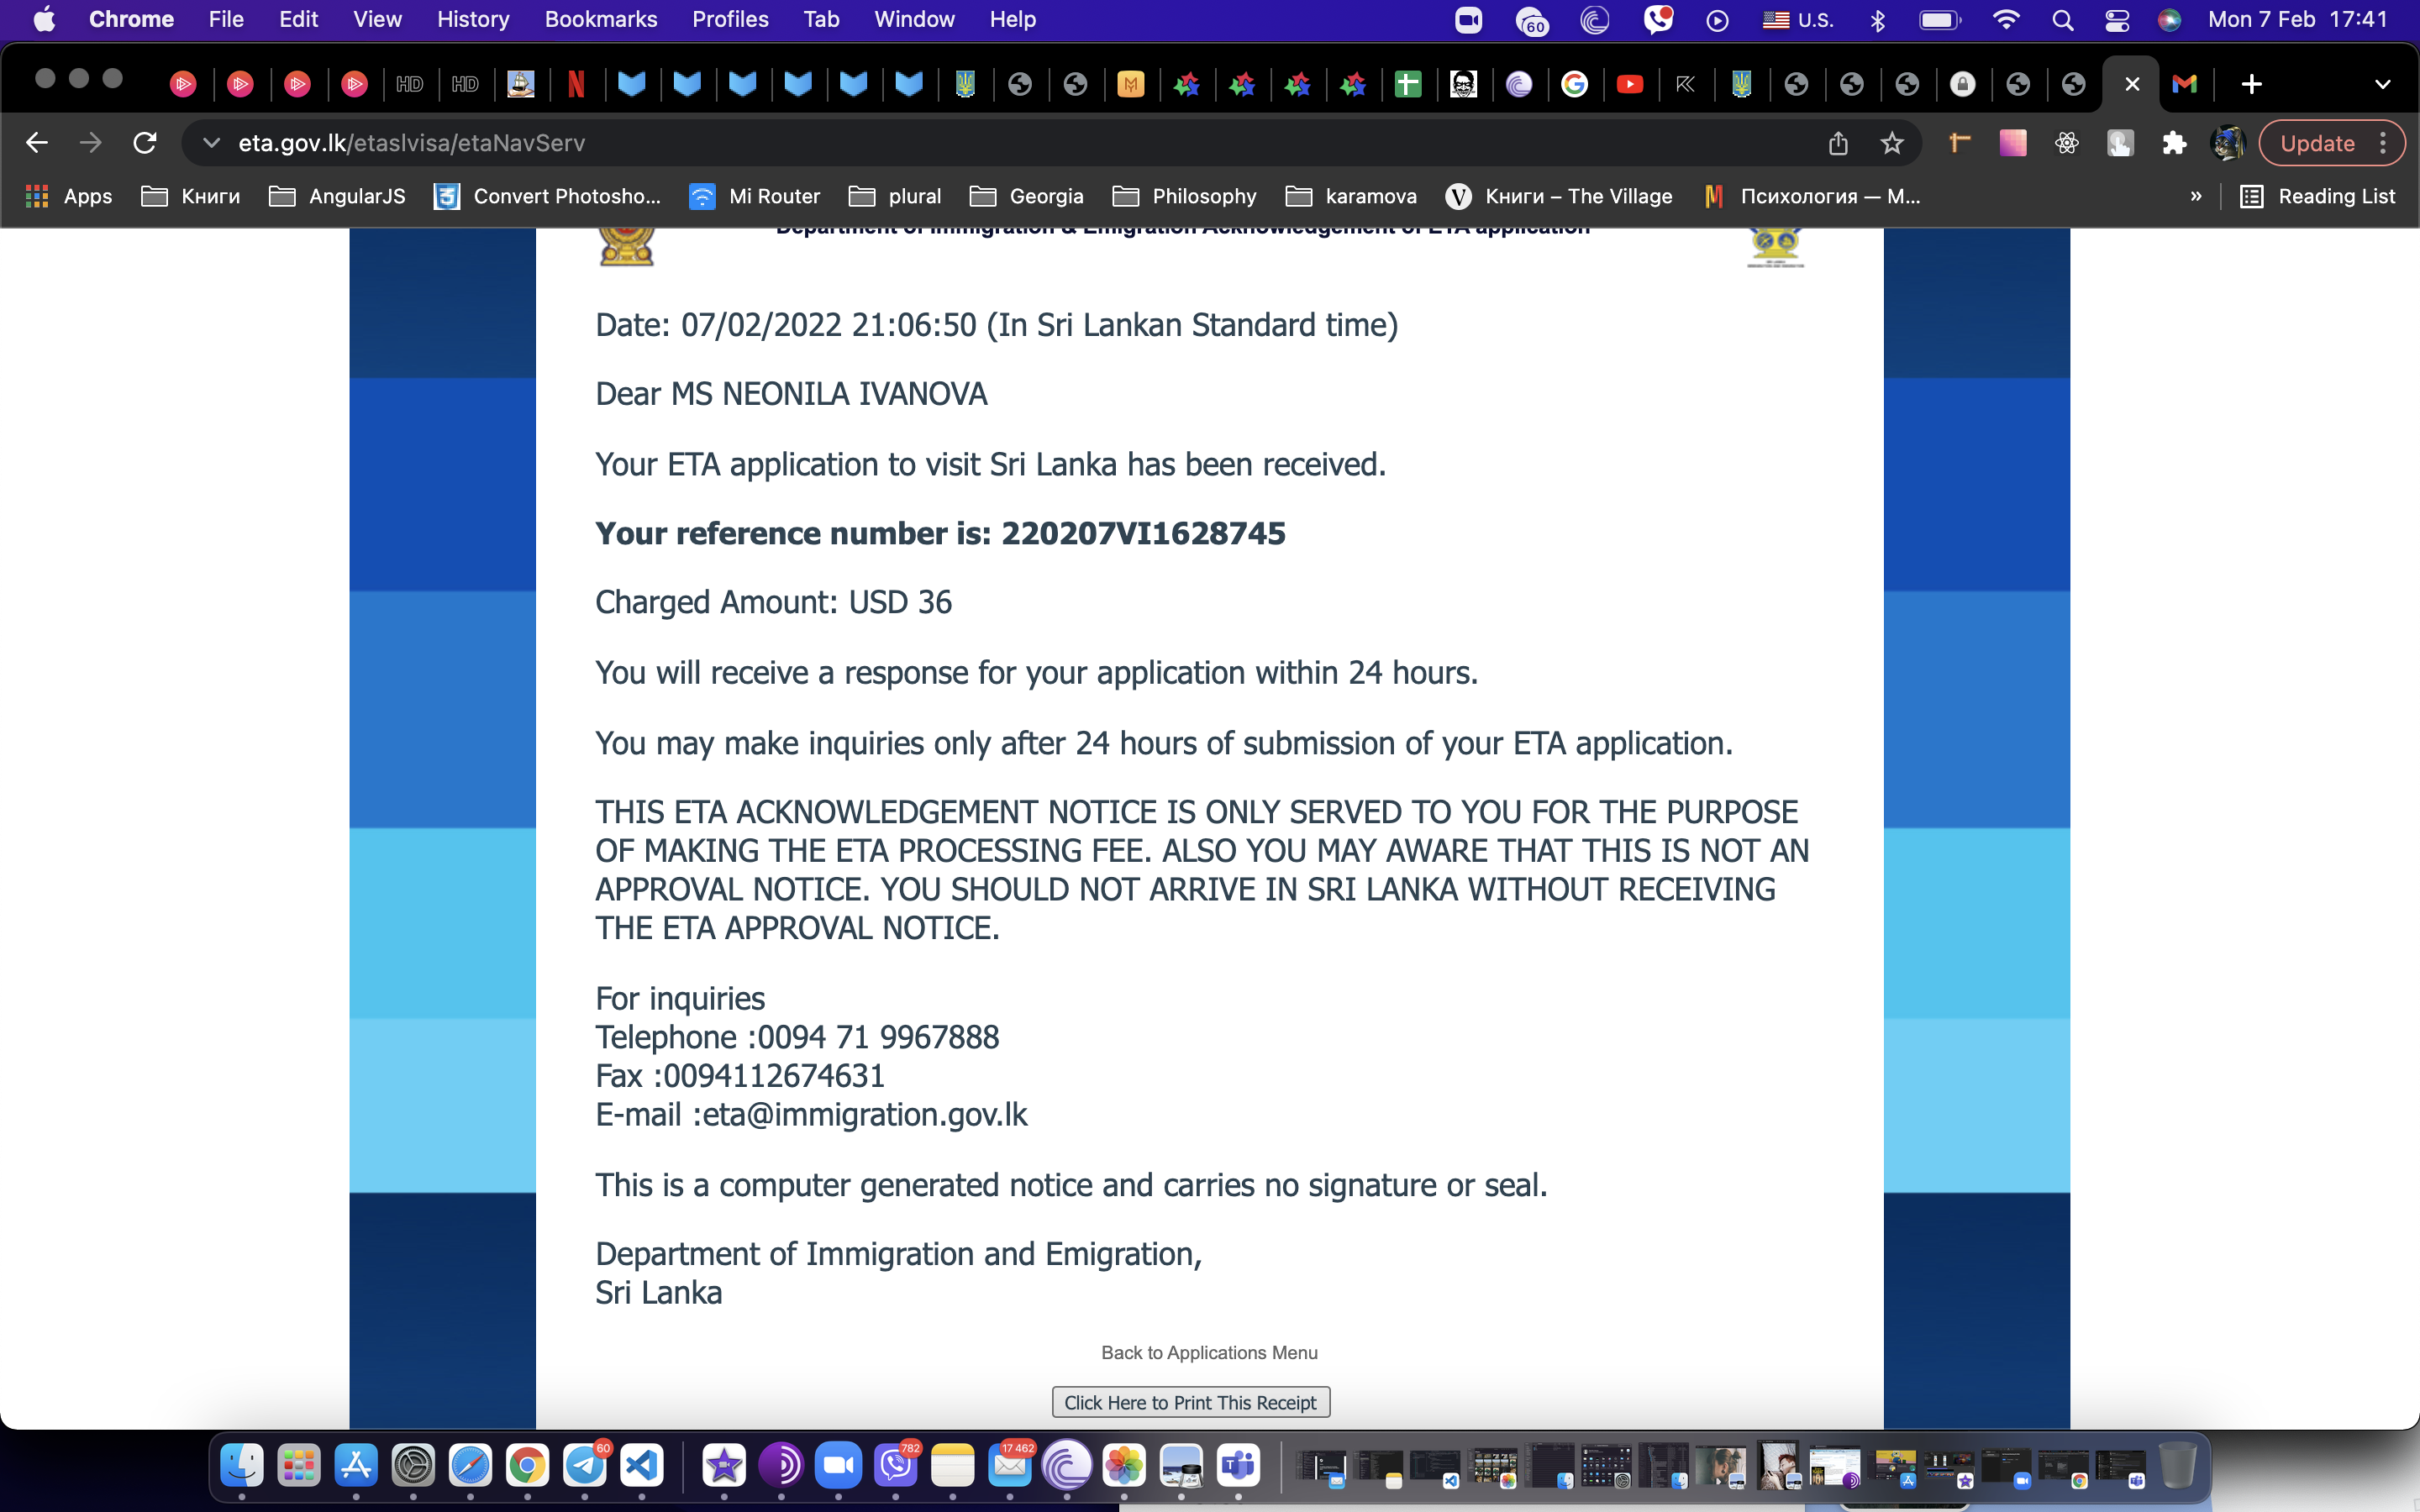 Chrome File Edit View History Bookmarks Profiles Tab Window Help 60 U.S. Mon 7 Feb 17:41
HD HD
eta.gov.lk/etaslvisa/etaNavServ Update
Apps Книги AngularJS Convert Photosho... Mi Router plural Georgia Philosophy karamova Книги – The Village Психология — М... » Reading List
Department of Immigration & Emigration Acknowledgement of ETA application
Date: 07/02/2022 21:06:50 (In Sri Lankan Standard time)
Dear MS NEONILA IVANOVA
Your ETA application to visit Sri Lanka has been received.
Your reference number is: 220207VI1628745
Charged Amount: USD 36
You will receive a response for your application within 24 hours.
You may make inquiries only after 24 hours of submission of your ETA application.
THIS ETA ACKNOWLEDGEMENT NOTICE IS ONLY SERVED TO YOU FOR THE PURPOSE
OF MAKING THE ETA PROCESSING FEE. ALSO YOU MAY AWARE THAT THIS IS NOT AN
APPROVAL NOTICE. YOU SHOULD NOT ARRIVE IN SRI LANKA WITHOUT RECEIVING
THE ETA APPROVAL NOTICE.
For inquiries
Telephone :0094 71 9967888
Fax :0094112674631
E-mail :eta@immigration.gov.lk
This is a computer generated notice and carries no signature or seal.
Department of Immigration and Emigration,
Sri Lanka
Back to Applications Menu
Click Here to Print This Receipt
60 782 17 462